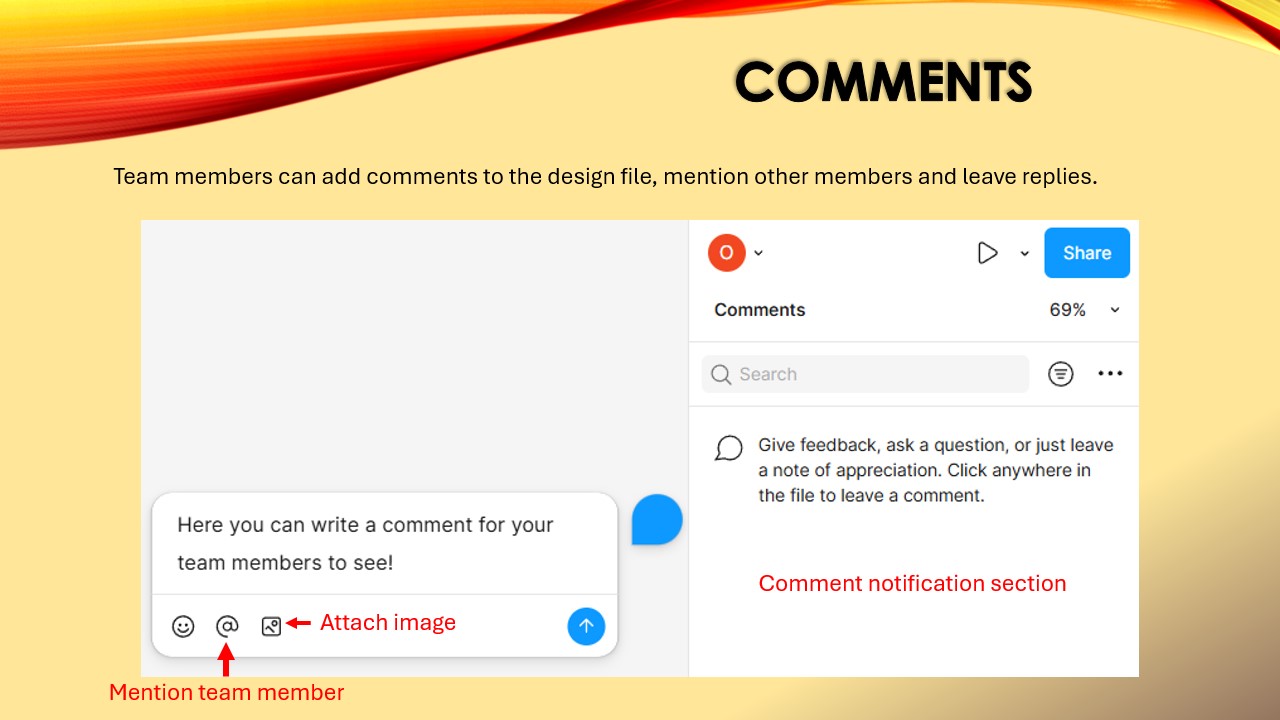 COMMENTS
Team members can add comments to the design file, mention other members and leave replies.
O
Share
Comments
69%
Search
Give feedback, ask a question, or just leave
a note of appreciation. Click anywhere in
the file to leave a comment.
Here you can write a comment for your
team members to see!
Comment notification section
Attach image
Mention team member